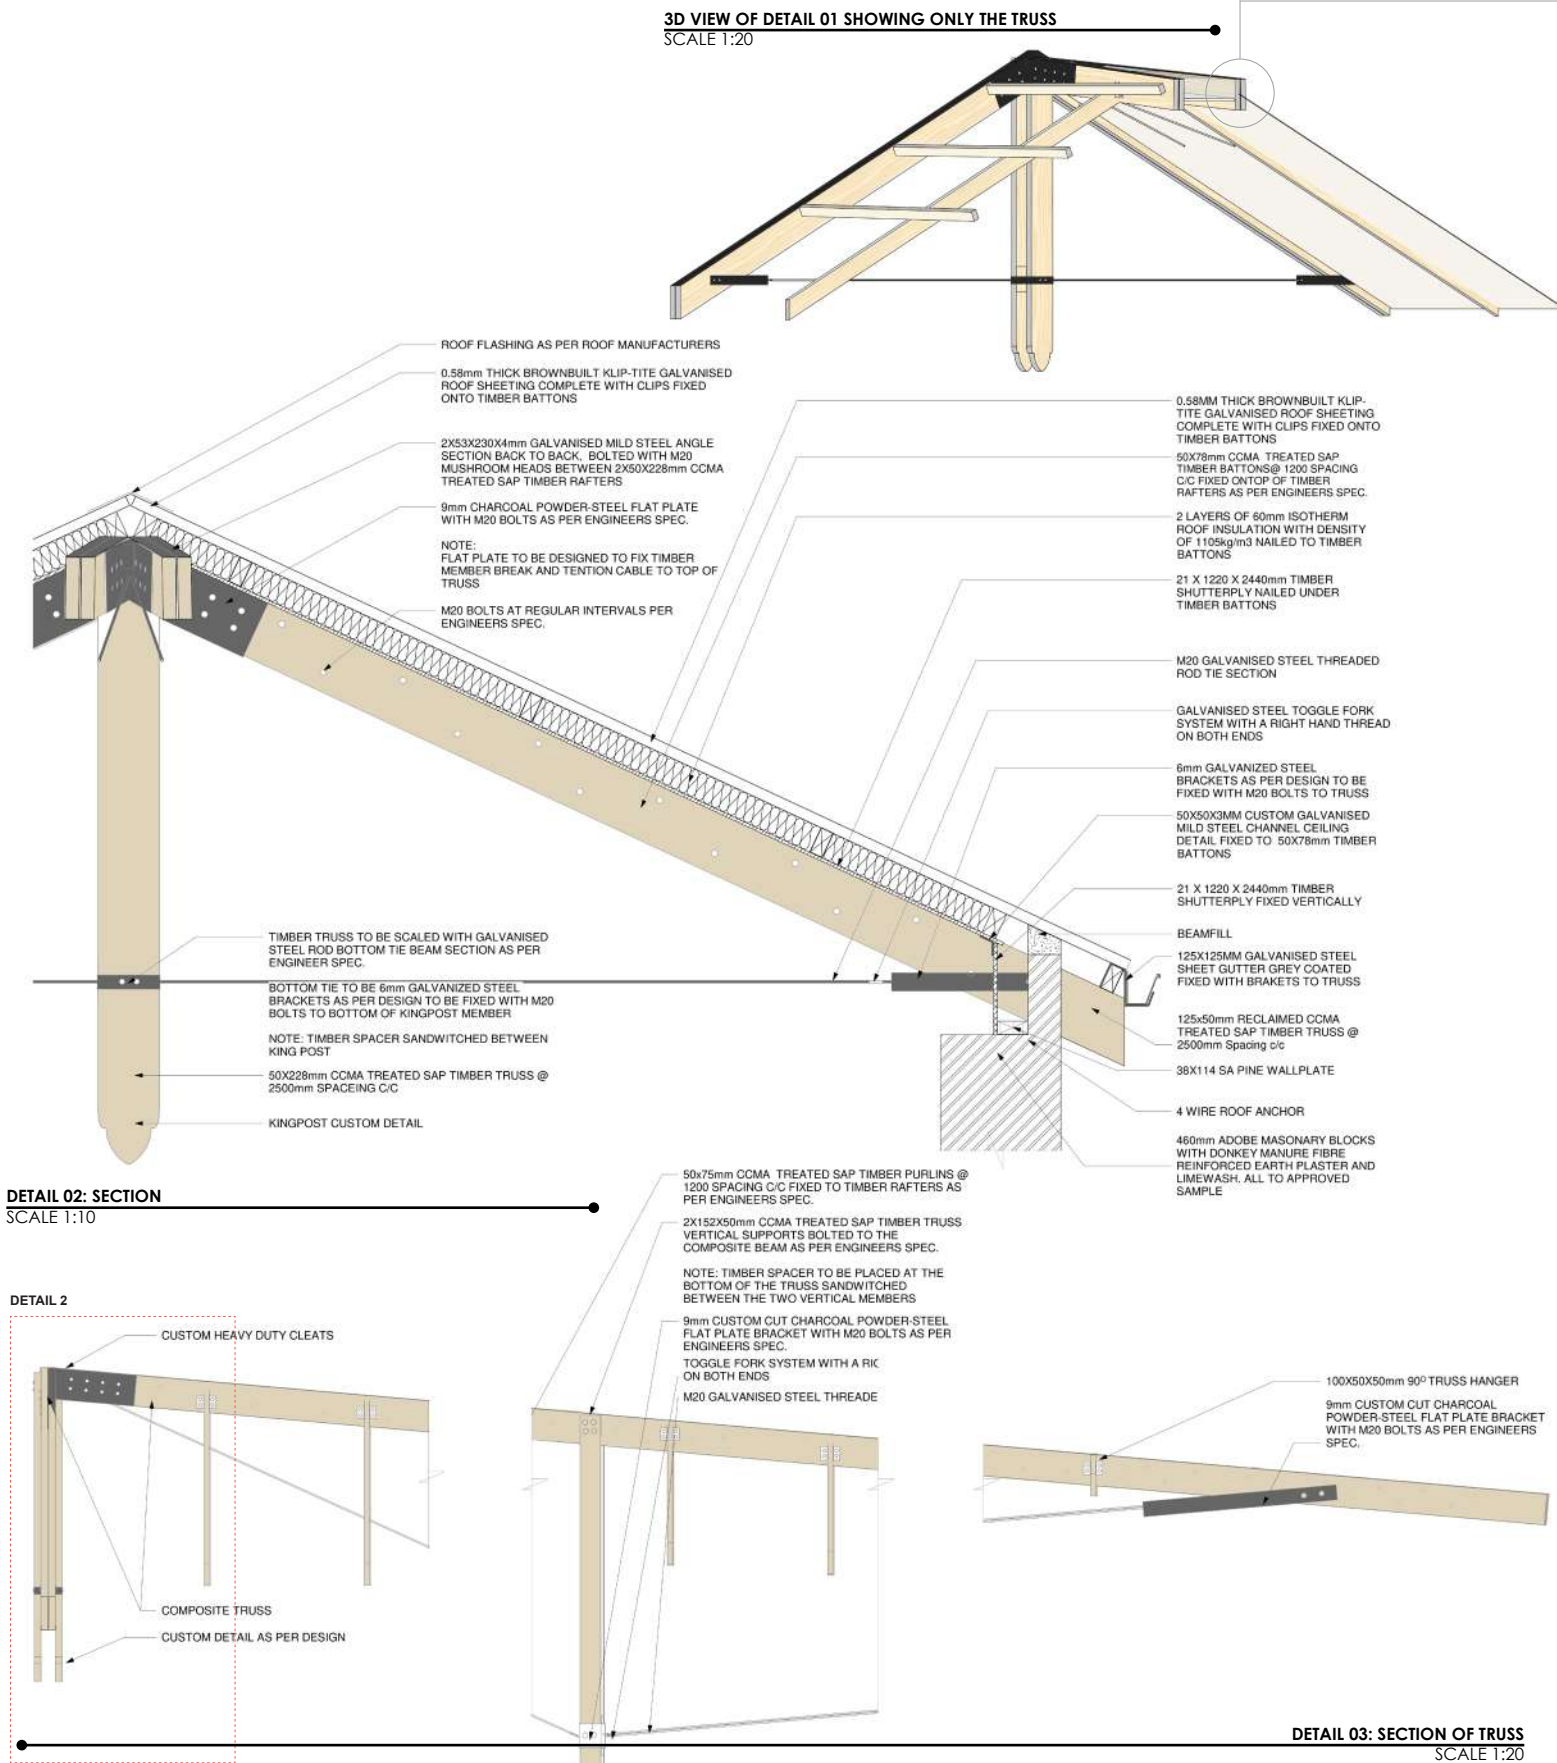 3D VIEW OF DETAIL 01 SHOWING ONLY THE TRUSS
SCALE 1:20
ROOF FLASHING AS PER ROOF MANUFACTURERS
0.58mm THICK BROWNBUILT KLIP-TITE GALVANISED
ROOF SHEETING COMPLETE WITH CLIPS FIXED
ONTO TIMBER BATTONS
2X53X230X4mm GALVANISED MILD STEEL ANGLE
SECTION BACK TO BACK, BOLTED WITH M20
MUSHROOM HEADS BETWEEN 2X50X228mm CCMA
TREATED SAP TIMBER RAFTERS
9mm CHARCOAL POWDER-STEEL FLAT PLATE
WITH M20 BOLTS AS PER ENGINEERS SPEC.
NOTE:
FLAT PLATE TO BE DESIGNED TO FIX TIMBER
MEMBER BREAK AND TENTION CABLE TO TOP OF
TRUSS
M20 BOLTS AT REGULAR INTERVALS PER
ENGINEERS SPEC.
0.58MM THICK BROWNBUILT KLIP-
TITE GALVANISED ROOF SHEETING
COMPLETE WITH CLIPS FIXED ONTO
TIMBER BATTONS
50X78mm CCMA TREATED SAP
TIMBER BATTONS@ 1200 SPACING
C/C FIXED ONTOP OF TIMBER
RAFTERS AS PER ENGINEERS SPEC.
2 LAYERS OF 60mm ISOTHERM
ROOF INSULATION WITH DENSITY
OF 1105kg/m3 NAILED TO TIMBER
BATTONS
21 X 1220 X 2440mm TIMBER
SHUTTERPLY NAILED UNDER
TIMBER BATTONS
M20 GALVANISED STEEL THREADED
ROD TIE SECTION
GALVANISED STEEL TOGGLE FORK
SYSTEM WITH A RIGHT HAND THREAD
ON BOTH ENDS
6mm GALVANIZED STEEL
BRACKETS AS PER DESIGN TO BE
FIXED WITH M20 BOLTS TO TRUSS
50X50X3MM CUSTOM GALVANISED
MILD STEEL CHANNEL CEILING
DETAIL FIXED TO 50X78mm TIMBER
BATTONS
21 X 1220 X 2440mm TIMBER
SHUTTERPLY FIXED VERTICALLY
BEAMFILL
125X125MM GALVANISED STEEL
SHEET GUTTER GREY COATED
FIXED WITH BRAKETS TO TRUSS
125x50mm RECLAIMED CCMA
TREATED SAP TIMBER TRUSS @
2500mm Spacing c/c
38X114 SA PINE WALLPLATE
4 WIRE ROOF ANCHOR
460mm ADOBE MASONARY BLOCKS
WITH DONKEY MANURE FIBRE
REINFORCED EARTH PLASTER AND
LIMEWASH. ALL TO APPROVED
SAMPLE
TIMBER TRUSS TO BE SCALED WITH GALVANISED
STEEL ROD BOTTOM TIE BEAM SECTION AS PER
ENGINEER SPEC.
BOTTOM TIE TO BE 6mm GALVANIZED STEEL
BRACKETS AS PER DESIGN TO BE FIXED WITH M20
BOLTS TO BOTTOM OF KINGPOST MEMBER
NOTE: TIMBER SPACER SANDWITCHED BETWEEN
KING POST
50X228mm CCMA TREATED SAP TIMBER TRUSS @
2500mm SPACEING C/C
KINGPOST CUSTOM DETAIL
DETAIL 02: SECTION
SCALE 1:10
50x75mm CCMA TREATED SAP TIMBER PURLINS @
1200 SPACING C/C FIXED TO TIMBER RAFTERS AS
PER ENGINEERS SPEC.
2X152X50mm CCMA TREATED SAP TIMBER TRUSS
VERTICAL SUPPORTS BOLTED TO THE
COMPOSITE BEAM AS PER ENGINEERS SPEC.
NOTE: TIMBER SPACER TO BE PLACED AT THE
BOTTOM OF THE TRUSS SANDWITCHED
BETWEEN THE TWO VERTICAL MEMBERS
9mm CUSTOM CUT CHARCOAL POWDER-STEEL
FLAT PLATE BRACKET WITH M20 BOLTS AS PER
ENGINEERS SPEC.
TOGGLE FORK SYSTEM WITH A RIG
ON BOTH ENDS
M20 GALVANISED STEEL THREADE
DETAIL 2
CUSTOM HEAVY DUTY CLEATS
COMPOSITE TRUSS
CUSTOM DETAIL AS PER DESIGN
100X50X50mm 90º TRUSS HANGER
9mm CUSTOM CUT CHARCOAL
POWDER-STEEL FLAT PLATE BRACKET
WITH M20 BOLTS AS PER ENGINEERS
SPEC.
DETAIL 03: SECTION OF TRUSS
SCALE 1:20